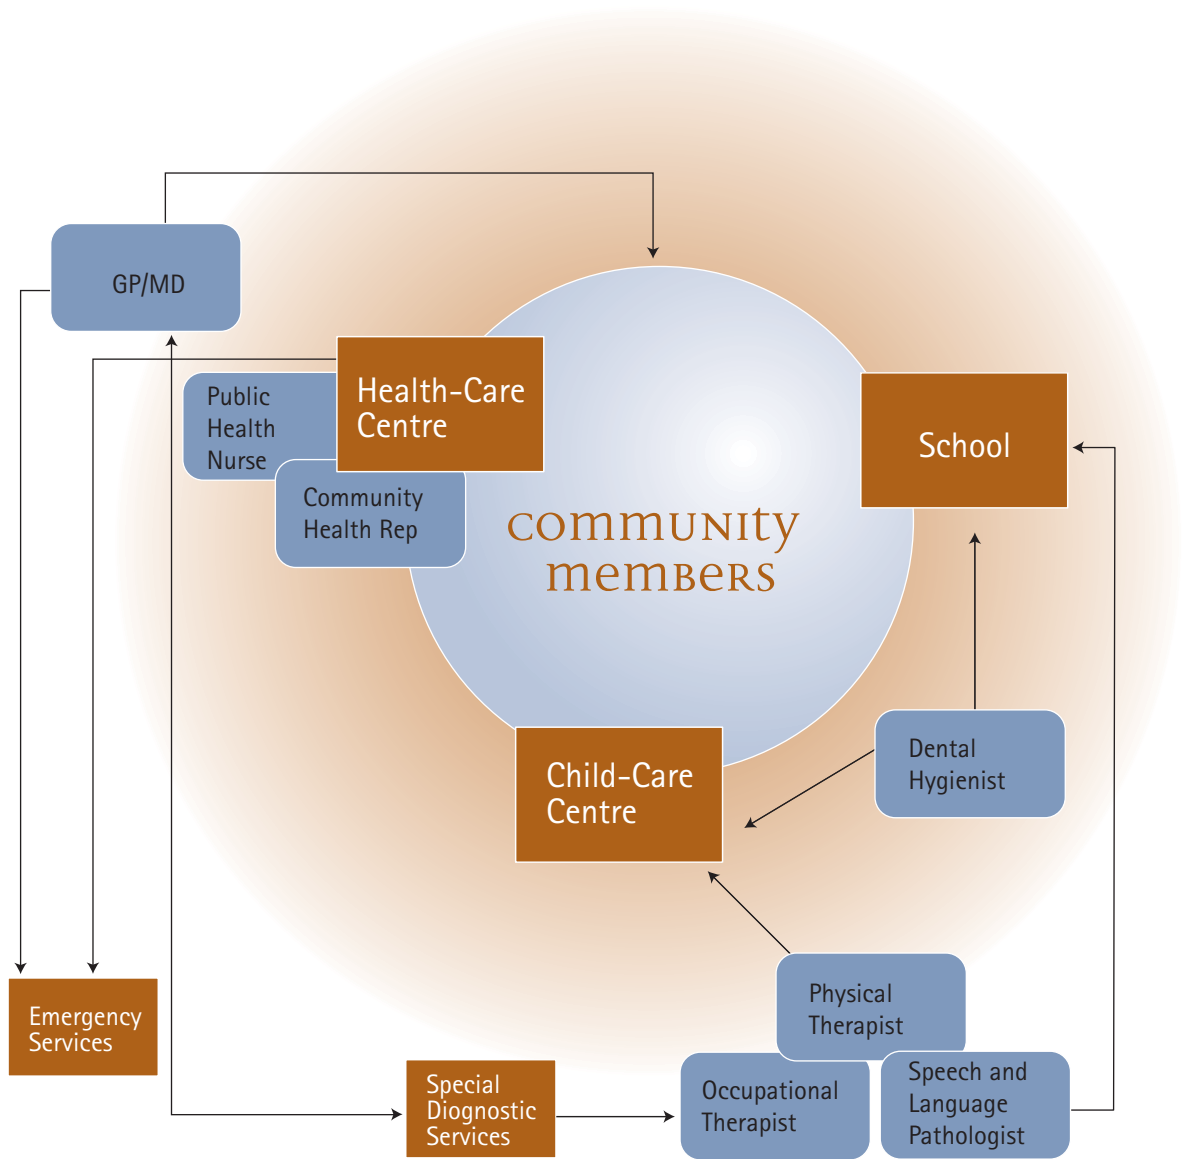 GP/MD
Health-Care
Centre
Public
Health
Nurse
Community
Health Rep
School
community
members
Dental
Hygienist
Child-Care
Centre
Physical
Therapist
Emergency
Services
Special
Diognostic
Services
Occupational
Therapist
Speech and
Language
Pathologist